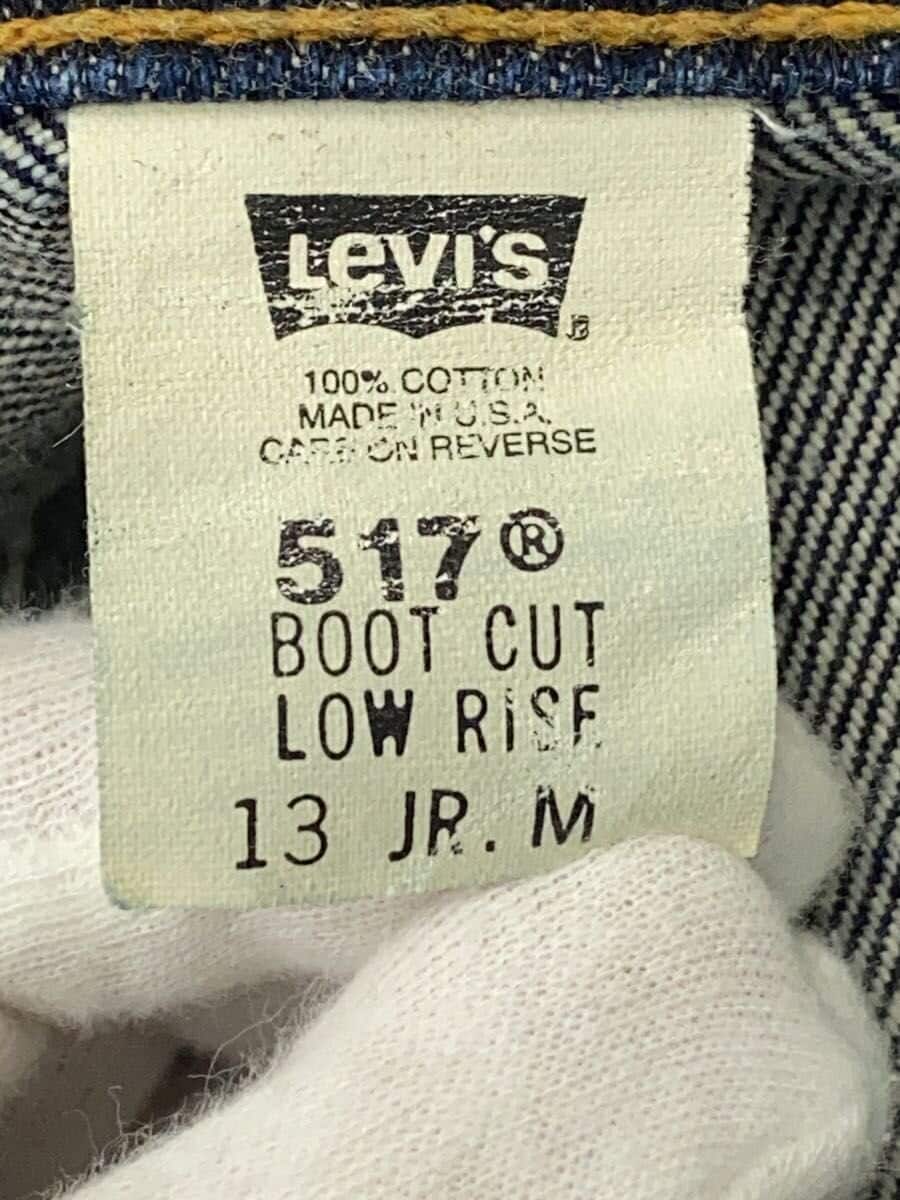 LEVI'S
100% COTTON
MADE IN U.S.A.
CARE ON REVERSE
517®
BOOT CUT
LOW RISE
13 JR. M